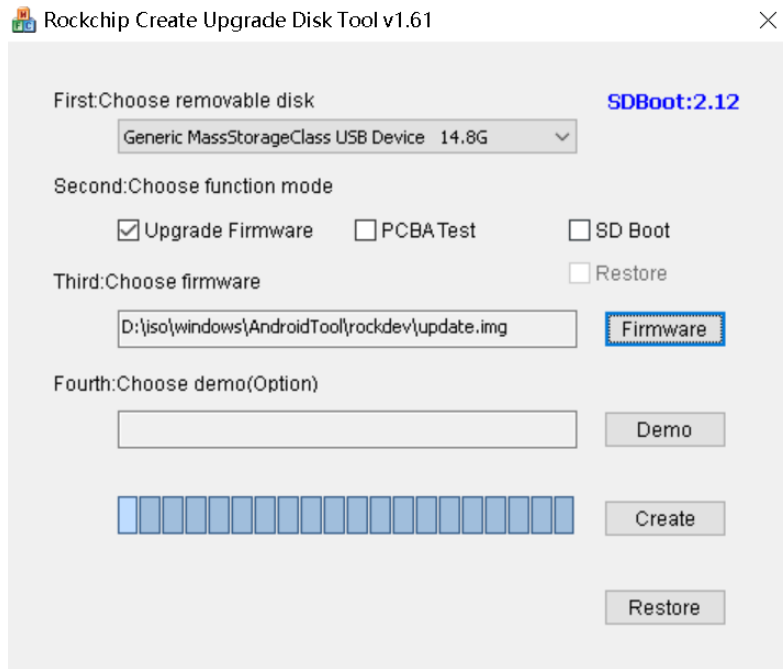 Rockchip Create Upgrade Disk Tool v1.61
First:Choose removable disk
SDBoot:2.12
Generic MassStorageClass USB Device 14.8G
Second:Choose function mode
Upgrade Firmware
PCBA Test
SD Boot
Third:Choose firmware
Restore
D:\iso\windows\AndroidTool\rockdev\update.img
Firmware
Fourth:Choose demo(Option)
Demo
Create
Restore